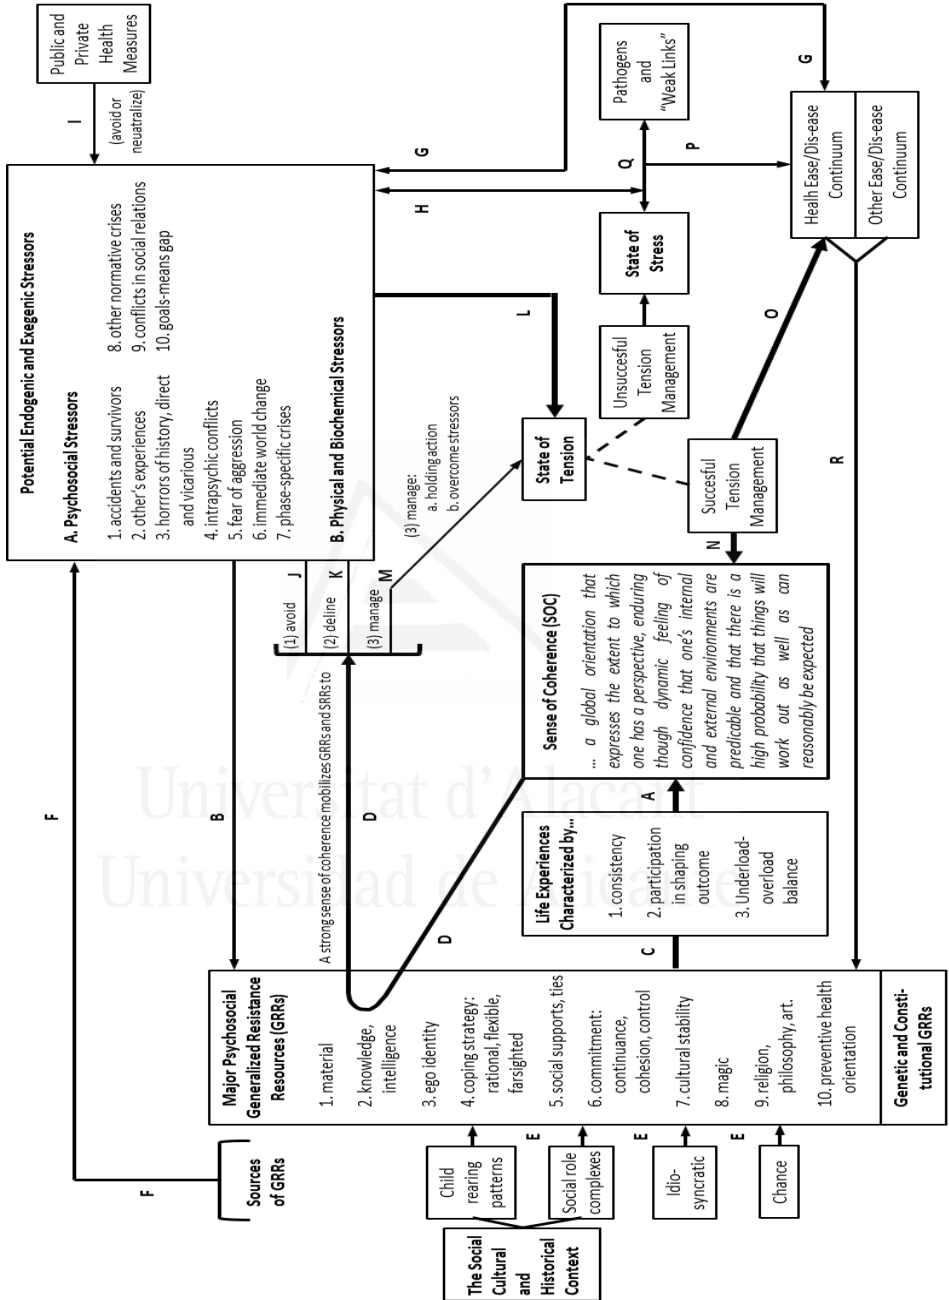 Sources
of GRRs
F
F
The Social
Cultural
and
Historical
Context
Child
rearing
patterns
Social role
complexes
Idio-
syncratic
Chance
E
E
E
Major Psychosocial
Generalized Resistance
Resources (GRRs)
1. material
2. knowledge,
intelligence
3. ego identity
4. coping strategy:
rational, flexible,
farsighted
5. social supports, ties
6. commitment:
continuance,
cohesion, control
7. cultural stability
8. magic
9. religion,
philosophy, art.
10. preventive health
orientation
Genetic and Consti-
tutional GRRs
B
A strong sense of coherence mobilizes GRRs and SRRs to
D
D
C
Life Experiences
Characterized by...
1. consistency
2. participation
in shaping
outcome
3. Underload-
overload
balance
A
Sense of Coherence (SOC)
... a global orientation that
expresses the extent to which
one has a perspective, enduring
though dynamic feeling of
confidence that one's internal
and external environments are
predicable and that there is a
high probability that things will
work out as well as can
reasonably be expected
(1) avoid
(2) deline
(3) manage
J
K
M
Potential Endogenic and Exegenic Stressors
A. Psychosocial Stressors
1. accidents and survivors
2. other's experiences
3. horrors of history, direct
and vicarious
4. intrapsychic conflicts
5. fear of aggression
6. immediate world change
7. phase-specific crises
8. other normative crises
9. conflicts in social relations
10. goals-means gap
B. Physical and Biochemical Stressors
I
(avoid or
neuatralize)
Public and
Private
Health
Measures
(3) manage:
a. holding action
b. overcome stressors
L
H
G
State of
Tension
N
Succesful
Tension
Management
Unsuccesful
Tension
Management
State of
Stress
Q
Pathogens
and
"Weak Links"
P
G
O
R
Healh Ease/Dis-ease
Continuum
Other Ease/Dis-ease
Continuum
Universitat d'Alacant
Universidad de Alicante